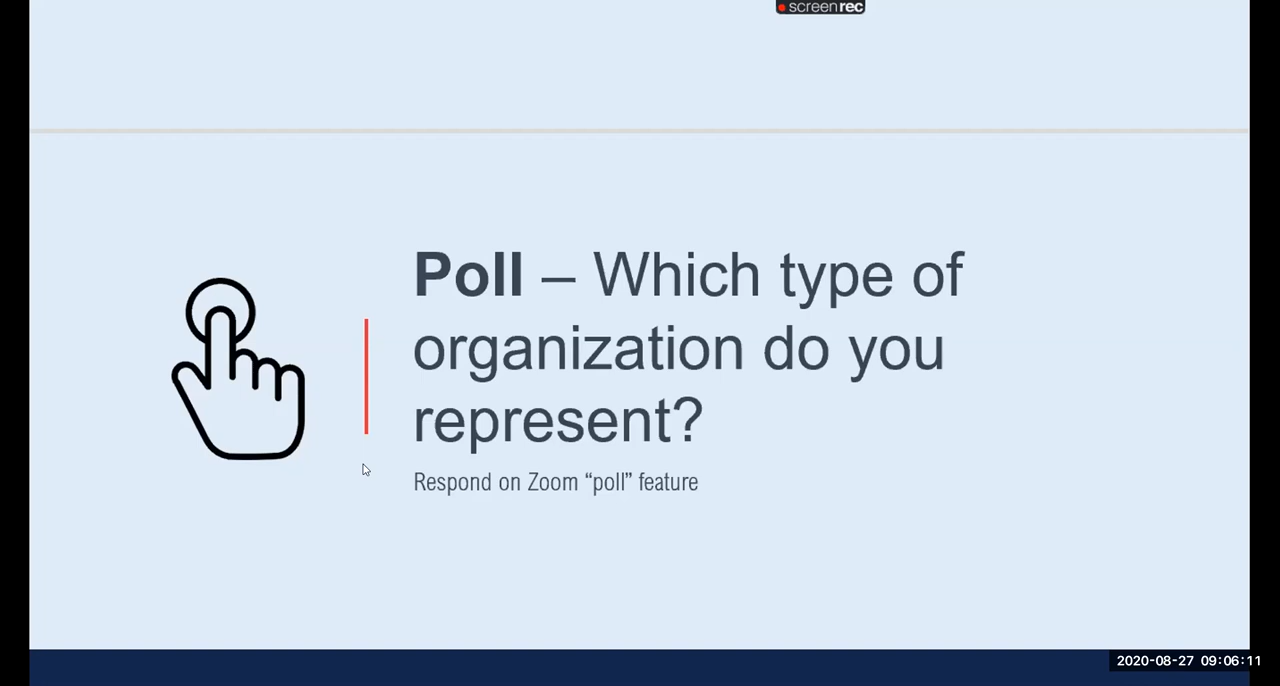 screenrec
Poll – Which type of
organization do you
represent?
Respond on Zoom “poll” feature
2020-08-27 09:06:11